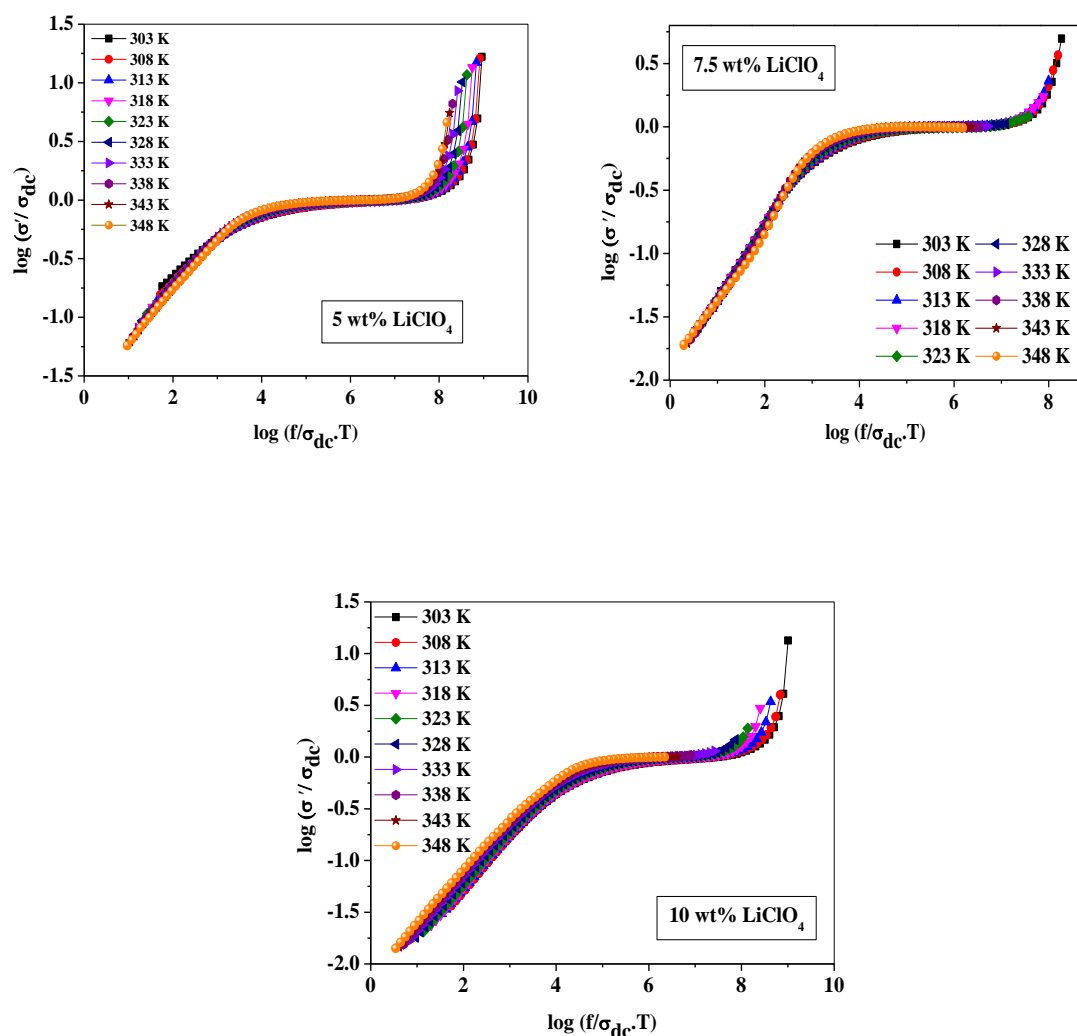 1.5
1.0
0.5
0.0
-0.5
-1.0
-1.5
log (σ'/ σdc)
303 K
308 K
313 K
318 K
323 K
328 K
333 K
338 K
343 K
348 K
5 wt% LiClO4
0 2 4 6 8 10
log (f/σdc.T)
0.5
0.0
-0.5
-1.0
-1.5
-2.0
log (σ'/ σdc)
7.5 wt% LiClO4
303 K 328 K
308 K 333 K
313 K 338 K
318 K 343 K
323 K 348 K
0 2 4 6 8
log (f/σdc.T)
1.5
1.0
0.5
0.0
-0.5
-1.0
-1.5
-2.0
log (σ'/ σdc)
303 K
308 K
313 K
318 K
323 K
328 K
333 K
338 K
343 K
348 K
10 wt% LiClO4
0 2 4 6 8 10
log (f/σdc.T)